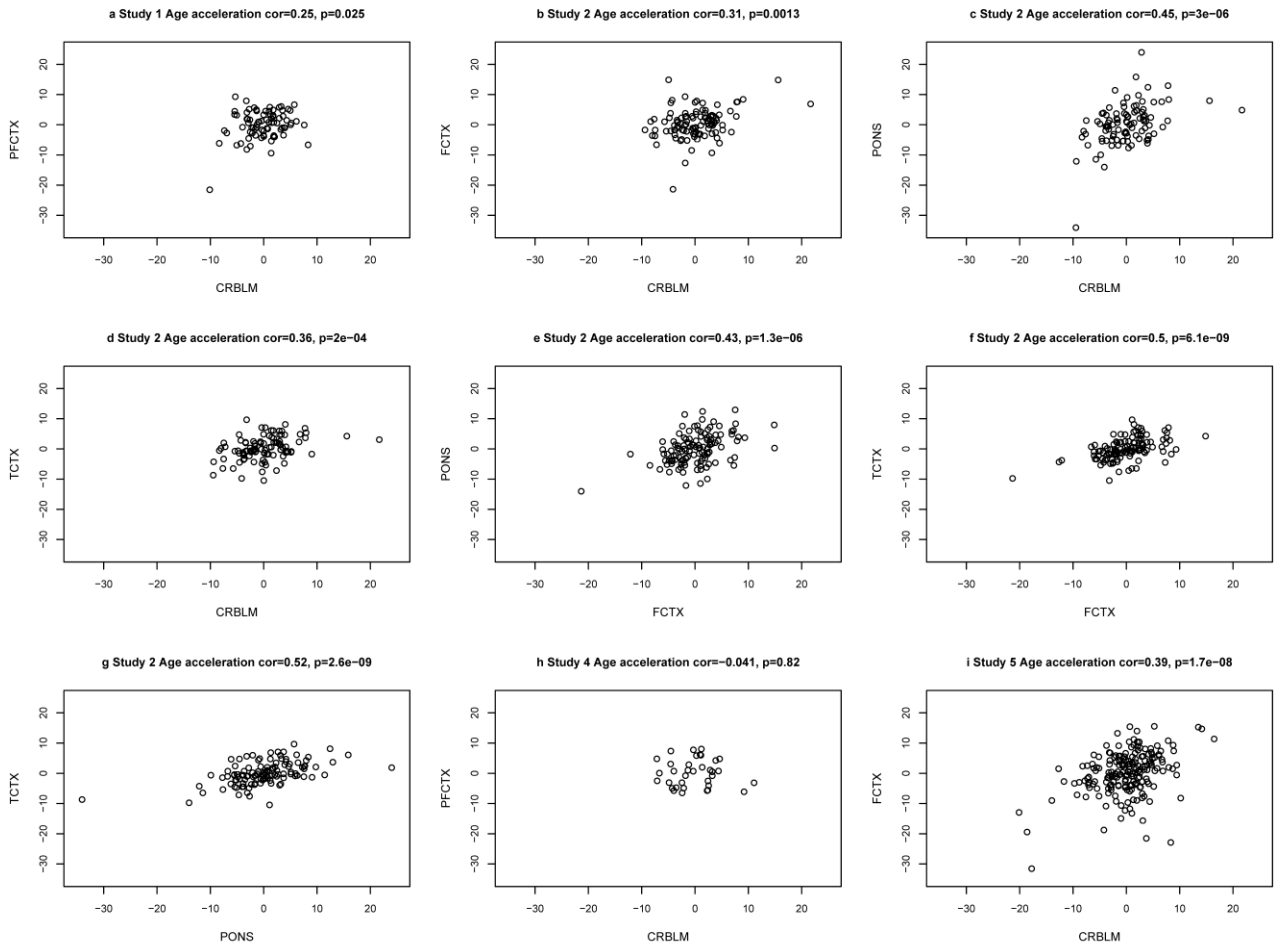 a Study 1 Age acceleration cor=0.25, p=0.025
20
10
0
−10
−20
−30
PFCTX
−30 −20 −10 0 10 20
CRBLM
b Study 2 Age acceleration cor=0.31, p=0.0013
20
10
0
−10
−20
−30
FCTX
−30 −20 −10 0 10 20
CRBLM
c Study 2 Age acceleration cor=0.45, p=3e−06
20
10
0
−10
−20
−30
PONS
−30 −20 −10 0 10 20
CRBLM
d Study 2 Age acceleration cor=0.36, p=2e−04
20
10
0
−10
−20
−30
TCTX
−30 −20 −10 0 10 20
CRBLM
e Study 2 Age acceleration cor=0.43, p=1.3e−06
20
10
0
−10
−20
−30
PONS
−30 −20 −10 0 10 20
FCTX
f Study 2 Age acceleration cor=0.5, p=6.1e−09
20
10
0
−10
−20
−30
TCTX
−30 −20 −10 0 10 20
FCTX
g Study 2 Age acceleration cor=0.52, p=2.6e−09
20
10
0
−10
−20
−30
TCTX
−30 −20 −10 0 10 20
PONS
h Study 4 Age acceleration cor=−0.041, p=0.82
20
10
0
−10
−20
−30
PFCTX
−30 −20 −10 0 10 20
CRBLM
i Study 5 Age acceleration cor=0.39, p=1.7e−08
20
10
0
−10
−20
−30
FCTX
−30 −20 −10 0 10 20
CRBLM